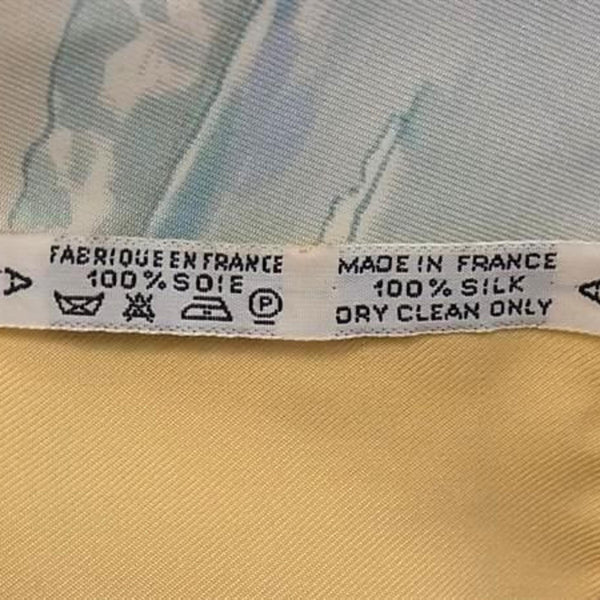 FABRIQUE EN FRANCE
100% SOIE
P
MADE IN FRANCE
100% SILK
DRY CLEAN ONLY
A
A